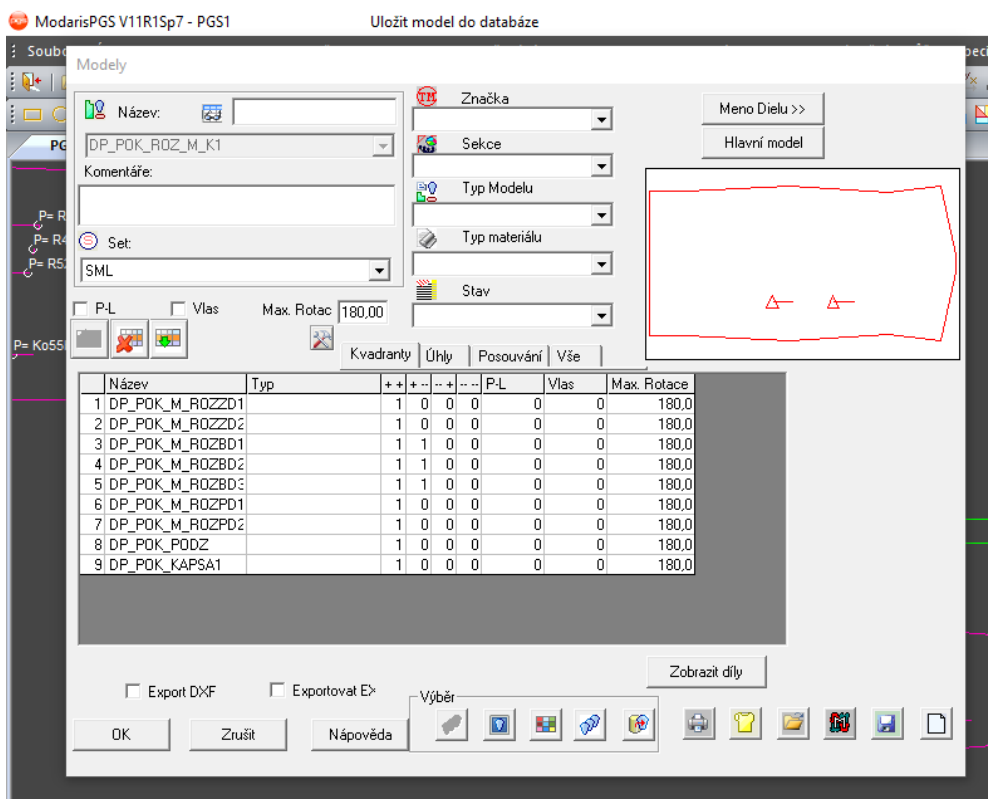 ModarisPGS V11R1Sp7 - PGS1 Uložit model do databáze
Modely
Název:
DP_POK_ROZ_M_K1
Komentáře:
Set:
SML
P-L Vlas Max. Rotac 180,00
TM Značka
Sekce
Typ Modelu
Typ materiálu
Stav
Meno Dielu >>
Hlavní model
P= R
P= R4
P= R5
P= Ko55
Kvadranty Úhly Posouvání Vše
Název Typ + + + -- -- + -- -- P-L Vlas Max. Rotace
1 DP_POK_M_ROZZD1 1 0 0 0 0 0 180,0
2 DP_POK_M_ROZZD2 1 0 0 0 0 0 180,0
3 DP_POK_M_ROZBD1 1 1 0 0 0 0 180,0
4 DP_POK_M_ROZBD2 1 1 0 0 0 0 180,0
5 DP_POK_M_ROZBD3 1 1 0 0 0 0 180,0
6 DP_POK_M_ROZPD1 1 0 0 0 0 0 180,0
7 DP_POK_M_ROZPD2 1 0 0 0 0 0 180,0
8 DP_POK_PODZ 1 0 0 0 0 0 180,0
9 DP_POK_KAPSA1 1 0 0 0 0 0 180,0
Zobrazit díly
Export DXF Exportovat EX
Výběr
OK Zrušit Nápověda